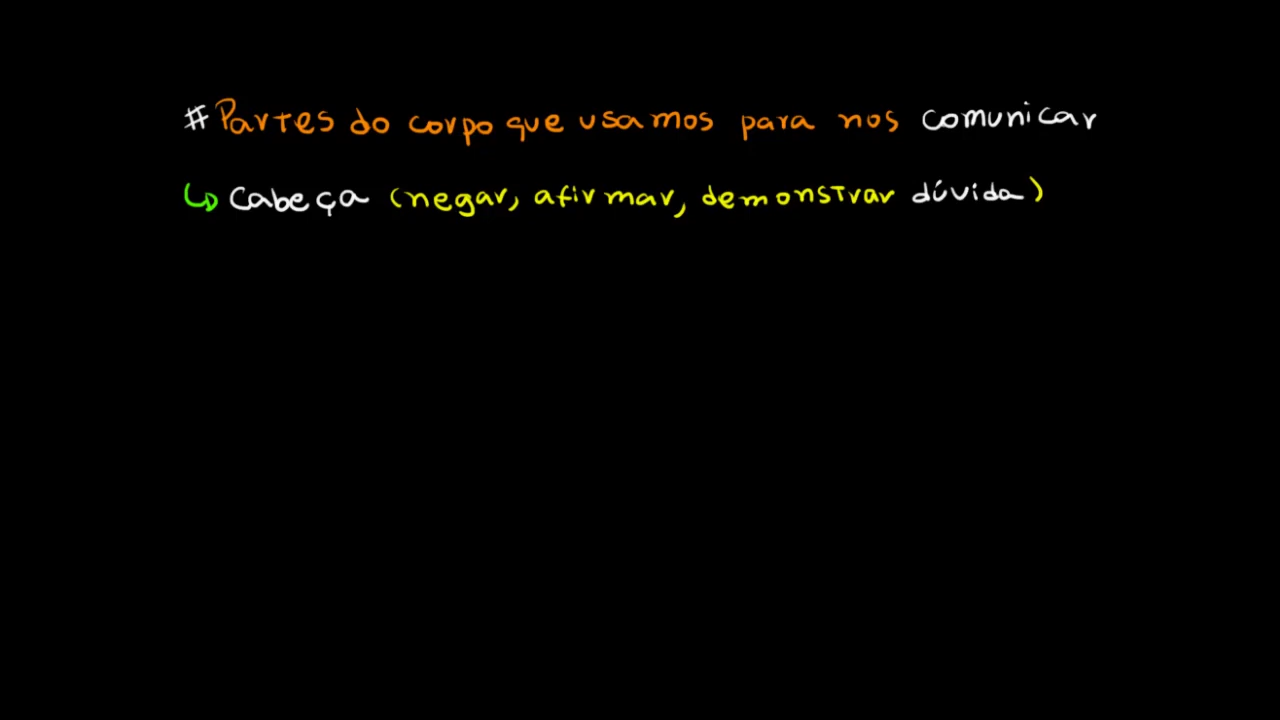 # Partes do corpo que usamos para nos comunicar
↳ Cabeça (negar, afirmar, demonstrar dúvida)